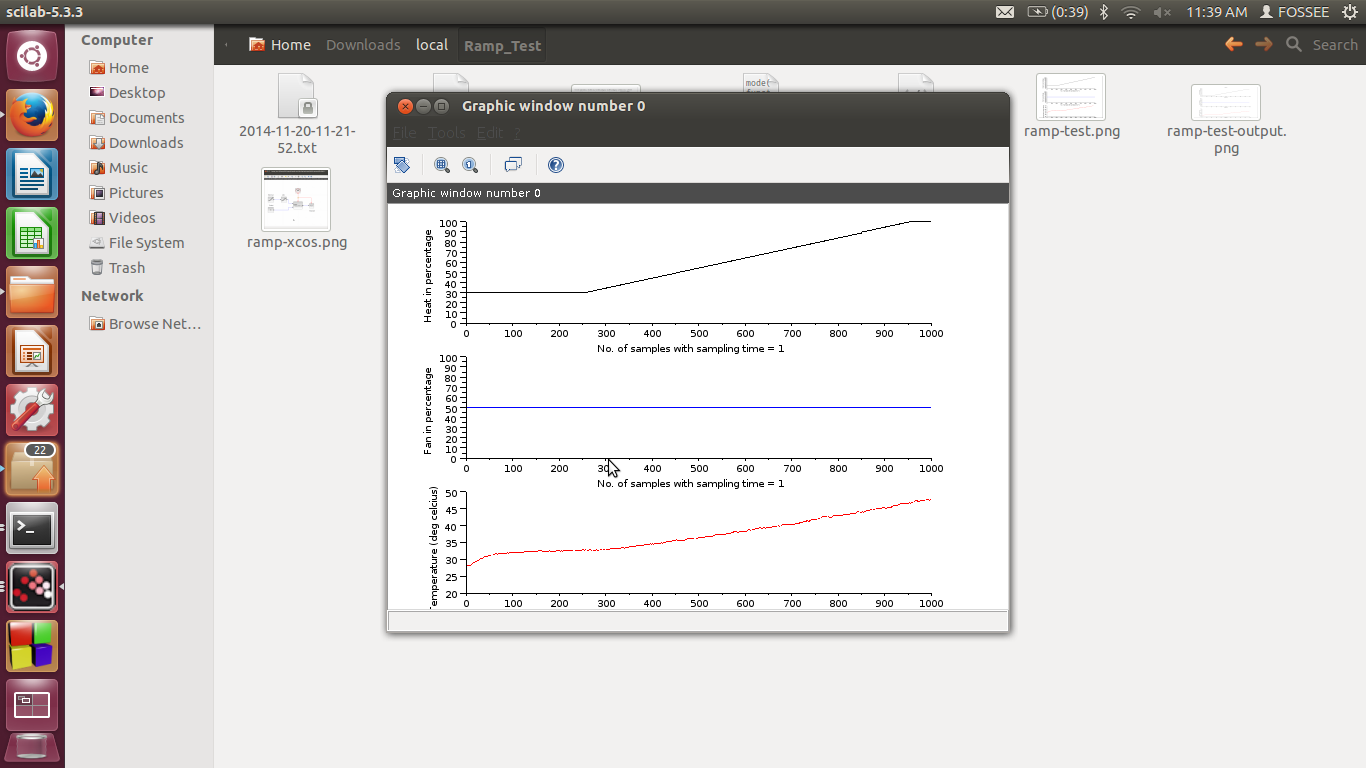 scilab-5.3.3
(0:39)
11:39 AM
FOSSEE
Computer
Home
Desktop
Documents
Downloads
Music
Pictures
Videos
File System
Trash
Network
Browse Net…
Home
Downloads
local
Ramp_Test
Search
2014-11-20-11-21-
52.txt
ramp-xcos.png
ramp-test.png
ramp-test-output.
png
22
Graphic window number 0
File Tools Edit ?
Graphic window number 0
Heat in percentage
100
90
80
70
60
50
40
30
20
10
0
0 100 200 300 400 500 600 700 800 900 1000
No. of samples with sampling time = 1
Fan in percentage
100
90
80
70
60
50
40
30
20
10
0
0 100 200 300 400 500 600 700 800 900 1000
No. of samples with sampling time = 1
Temperature (deg celcius)
50
45
40
35
30
25
20
0 100 200 300 400 500 600 700 800 900 1000